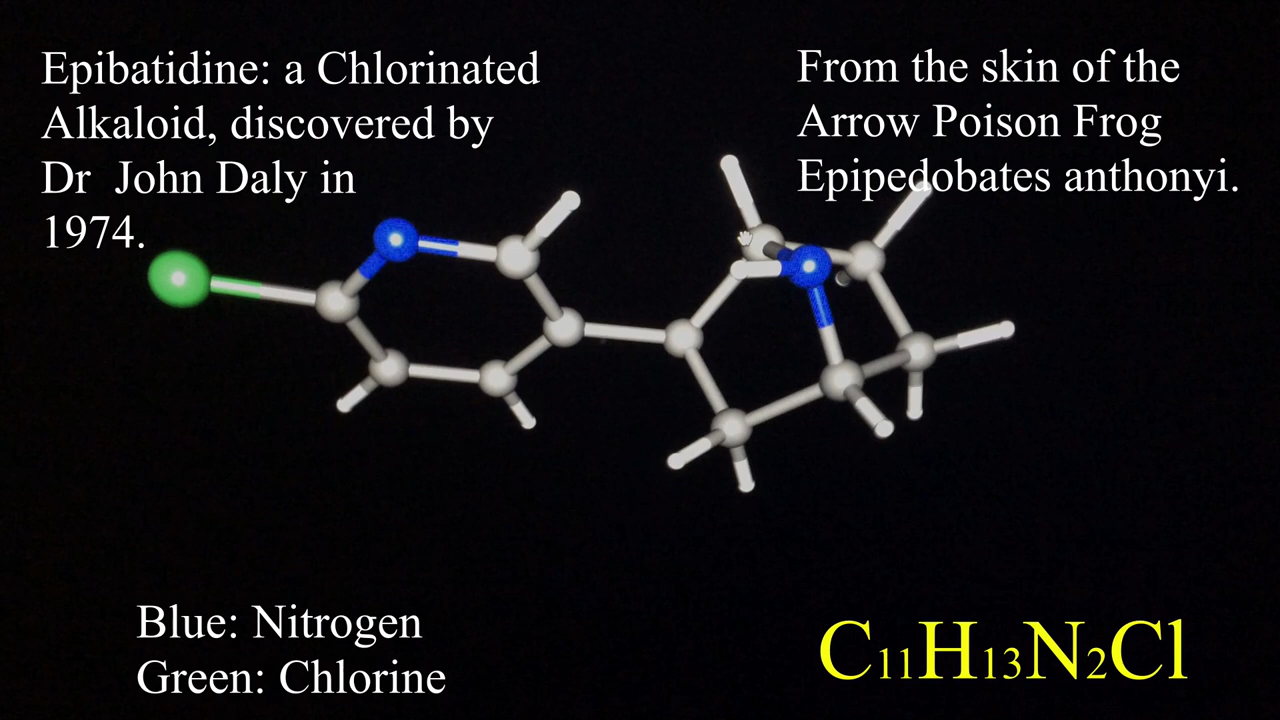 Epibatidine: a Chlorinated
Alkaloid, discovered by
Dr  John Daly in
1974.
From the skin of the
Arrow Poison Frog
Epipedobates anthonyi.
Blue: Nitrogen
Green: Chlorine
C₁₁H₁₃N₂Cl